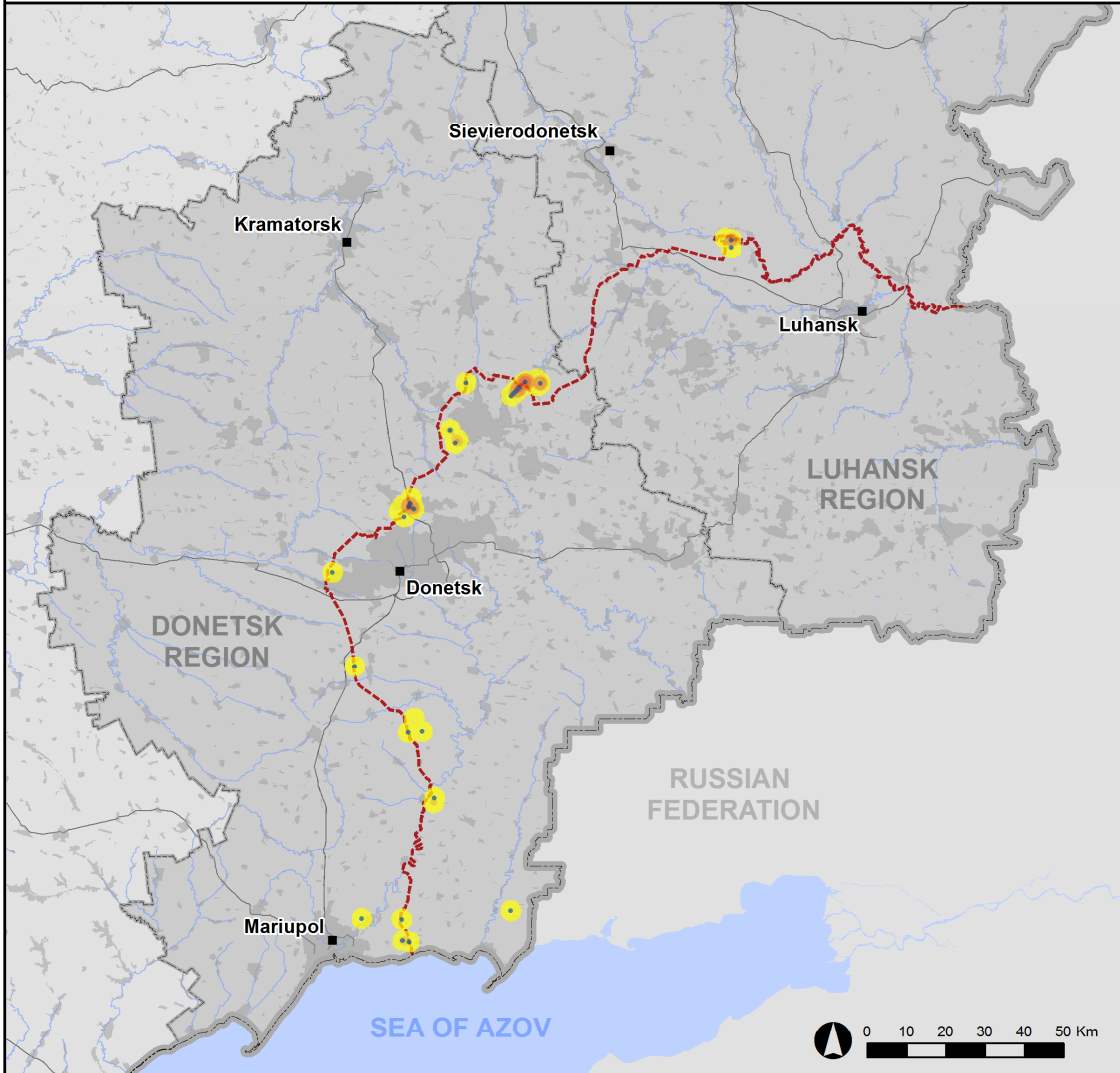 Sievierodonetsk
Kramatorsk
Luhansk
LUHANSK
REGION
Donetsk
DONETSK
REGION
RUSSIAN
FEDERATION
Mariupol
SEA OF AZOV
0 10 20 30 40 50 Km